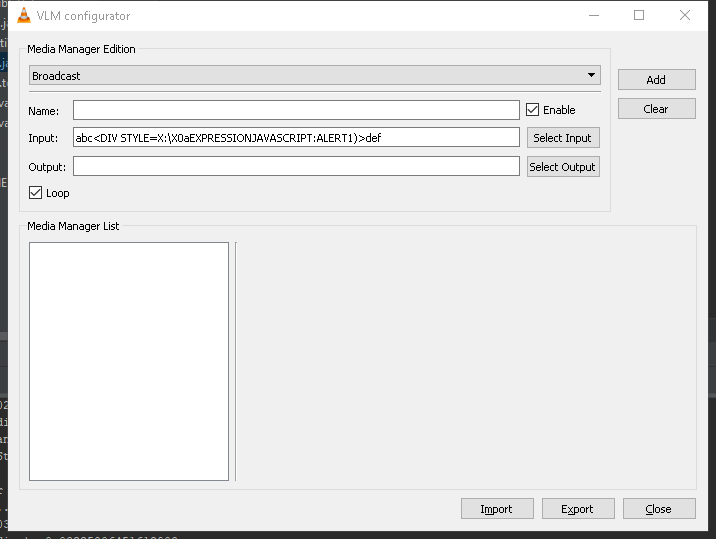 VLM configurator
Media Manager Edition
Broadcast
Add
Name:
Enable
Clear
Input:
abc<DIV STYLE=X:\X0aEXPRESSIONJAVASCRIPT:ALERT1)>def
Select Input
Output:
Select Output
Loop
Media Manager List
Import
Export
Close